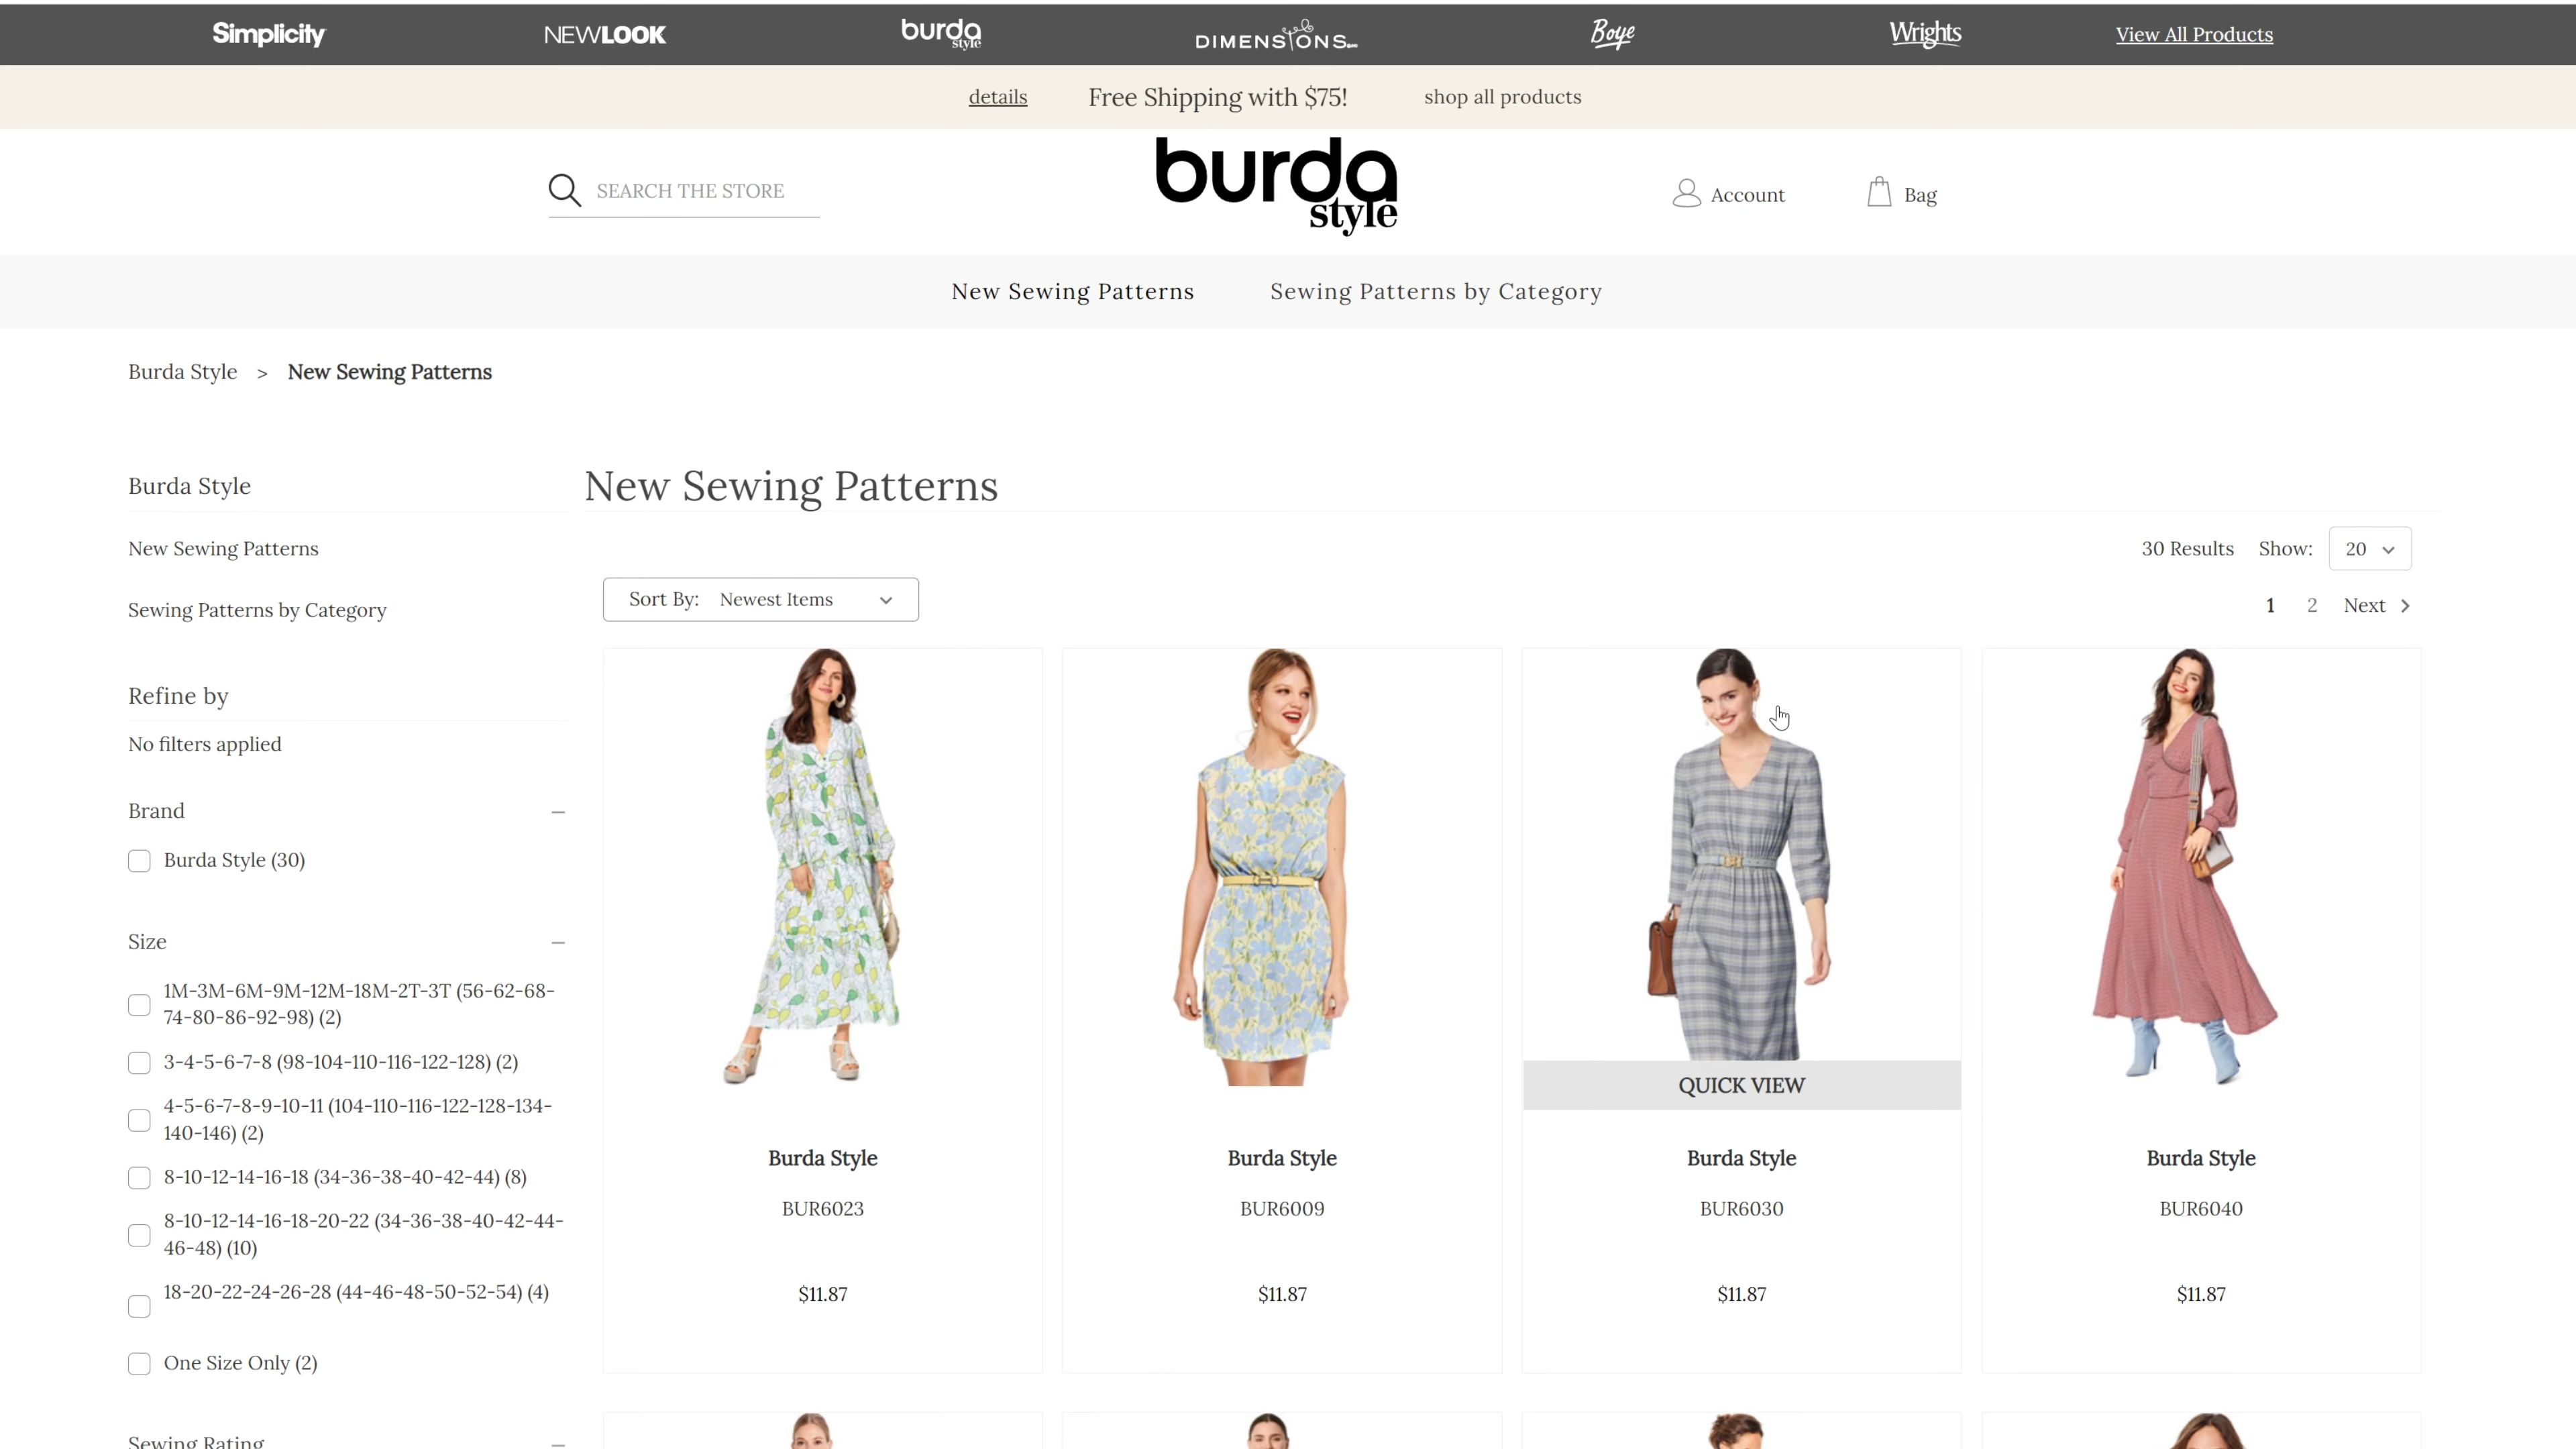 Simplicity
NEWLOOK
burda style
DIMENSIONS
Boye
Wrights
View All Products
details
Free Shipping with $75!
shop all products
SEARCH THE STORE
burda
style
Account
Bag
New Sewing Patterns
Sewing Patterns by Category
Burda Style > New Sewing Patterns
Burda Style
New Sewing Patterns
Sewing Patterns by Category
Refine by
No filters applied
Brand
Burda Style (30)
Size
1M-3M-6M-9M-12M-18M-2T-3T (56-62-68-
74-80-86-92-98) (2)
3-4-5-6-7-8 (98-104-110-116-122-128) (2)
4-5-6-7-8-9-10-11 (104-110-116-122-128-134-
140-146) (2)
8-10-12-14-16-18 (34-36-38-40-42-44) (8)
8-10-12-14-16-18-20-22 (34-36-38-40-42-44-
46-48) (10)
18-20-22-24-26-28 (44-46-48-50-52-54) (4)
One Size Only (2)
Sewing Rating
New Sewing Patterns
30 Results Show: 20
Sort By: Newest Items
1 2 Next
QUICK VIEW
Burda Style
BUR6023
$11.87
Burda Style
BUR6009
$11.87
Burda Style
BUR6030
$11.87
Burda Style
BUR6040
$11.87